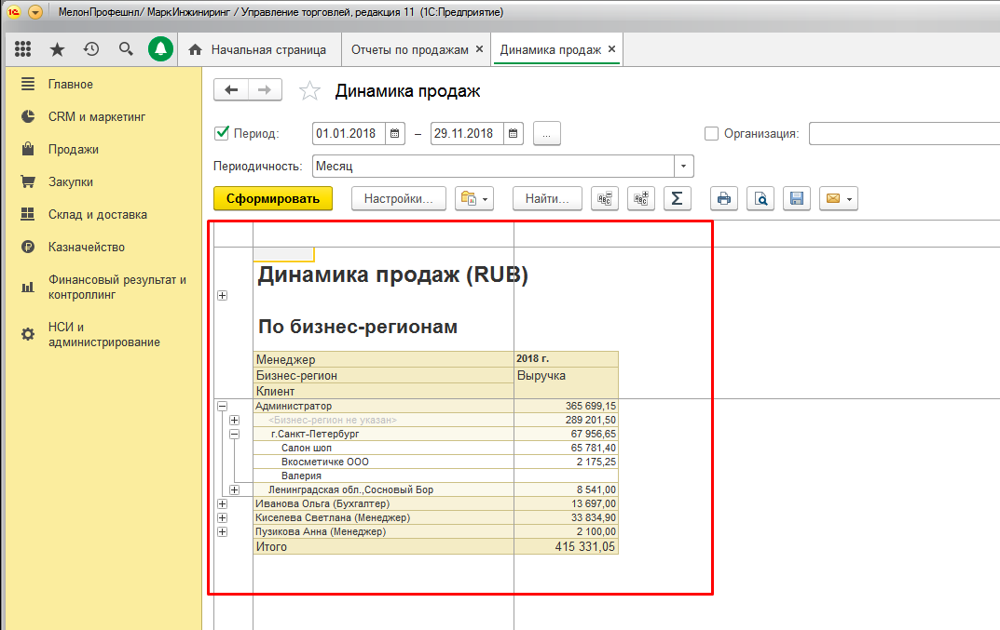 МелонПрофешнл/ МаркИнжиниринг / Управление торговлей, редакция 11 (1С:Предприятие)
Начальная страница
Отчеты по продажам ×
Динамика продаж ×
Главное
CRM и маркетинг
Продажи
Закупки
Склад и доставка
Казначейство
Финансовый результат и
контроллинг
НСИ и
администрирование
Динамика продаж
Период: 01.01.2018 – 29.11.2018 ...
Организация:
Периодичность: Месяц
Сформировать Настройки... Найти...
Динамика продаж (RUB)
По бизнес-регионам
Менеджер 2018 г.
Бизнес-регион Выручка
Клиент
Администратор 365 699,15
<Бизнес-регион не указан> 289 201,50
г.Санкт-Петербург 67 956,65
Салон шоп 65 781,40
Вкосметичке ООО 2 175,25
Валерия
Ленинградская обл.,Сосновый Бор 8 541,00
Иванова Ольга (Бухгалтер) 13 697,00
Киселева Светлана (Менеджер) 33 834,90
Пузикова Анна (Менеджер) 2 100,00
Итого 415 331,05